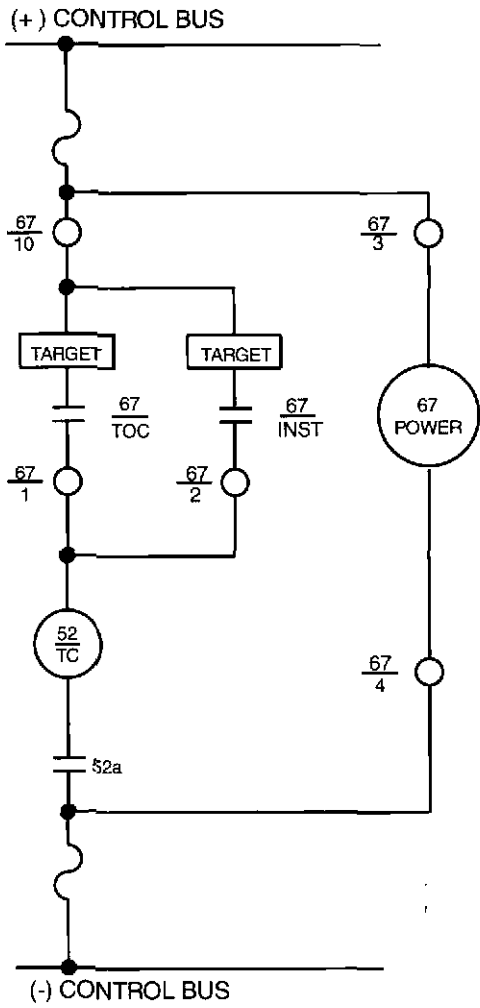 (+) CONTROL BUS
67
10
67
3
TARGET
TARGET
67
TOC
67
INST
67
POWER
67
1
67
2
52
TC
67
4
52a
(-) CONTROL BUS